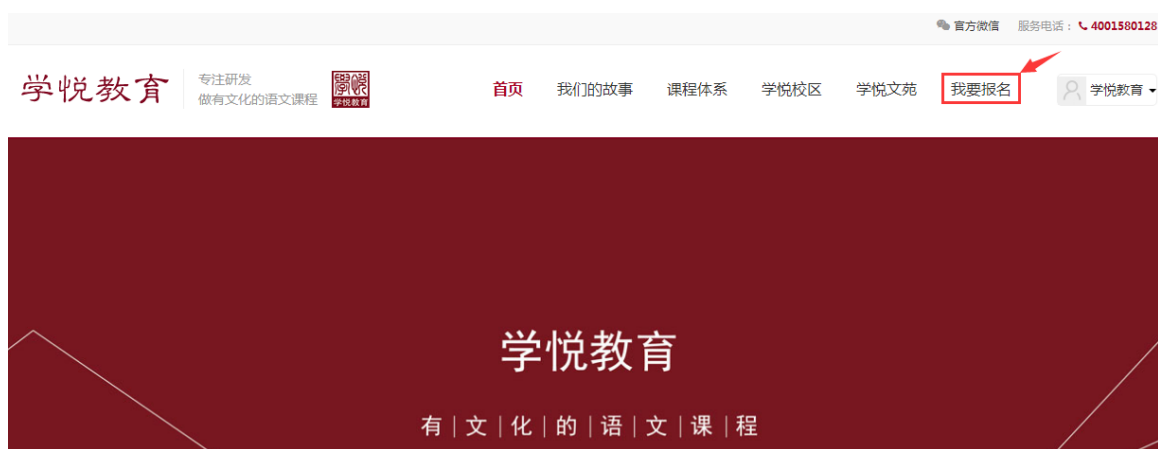 官方微信 服务电话： 4001580128
学悦教育
专注研发
做有文化的语文课程
学悦教育
首页 我们的故事 课程体系 学悦校区 学悦文苑 我要报名 学悦教育
学悦教育
有|文|化|的|语|文|课|程